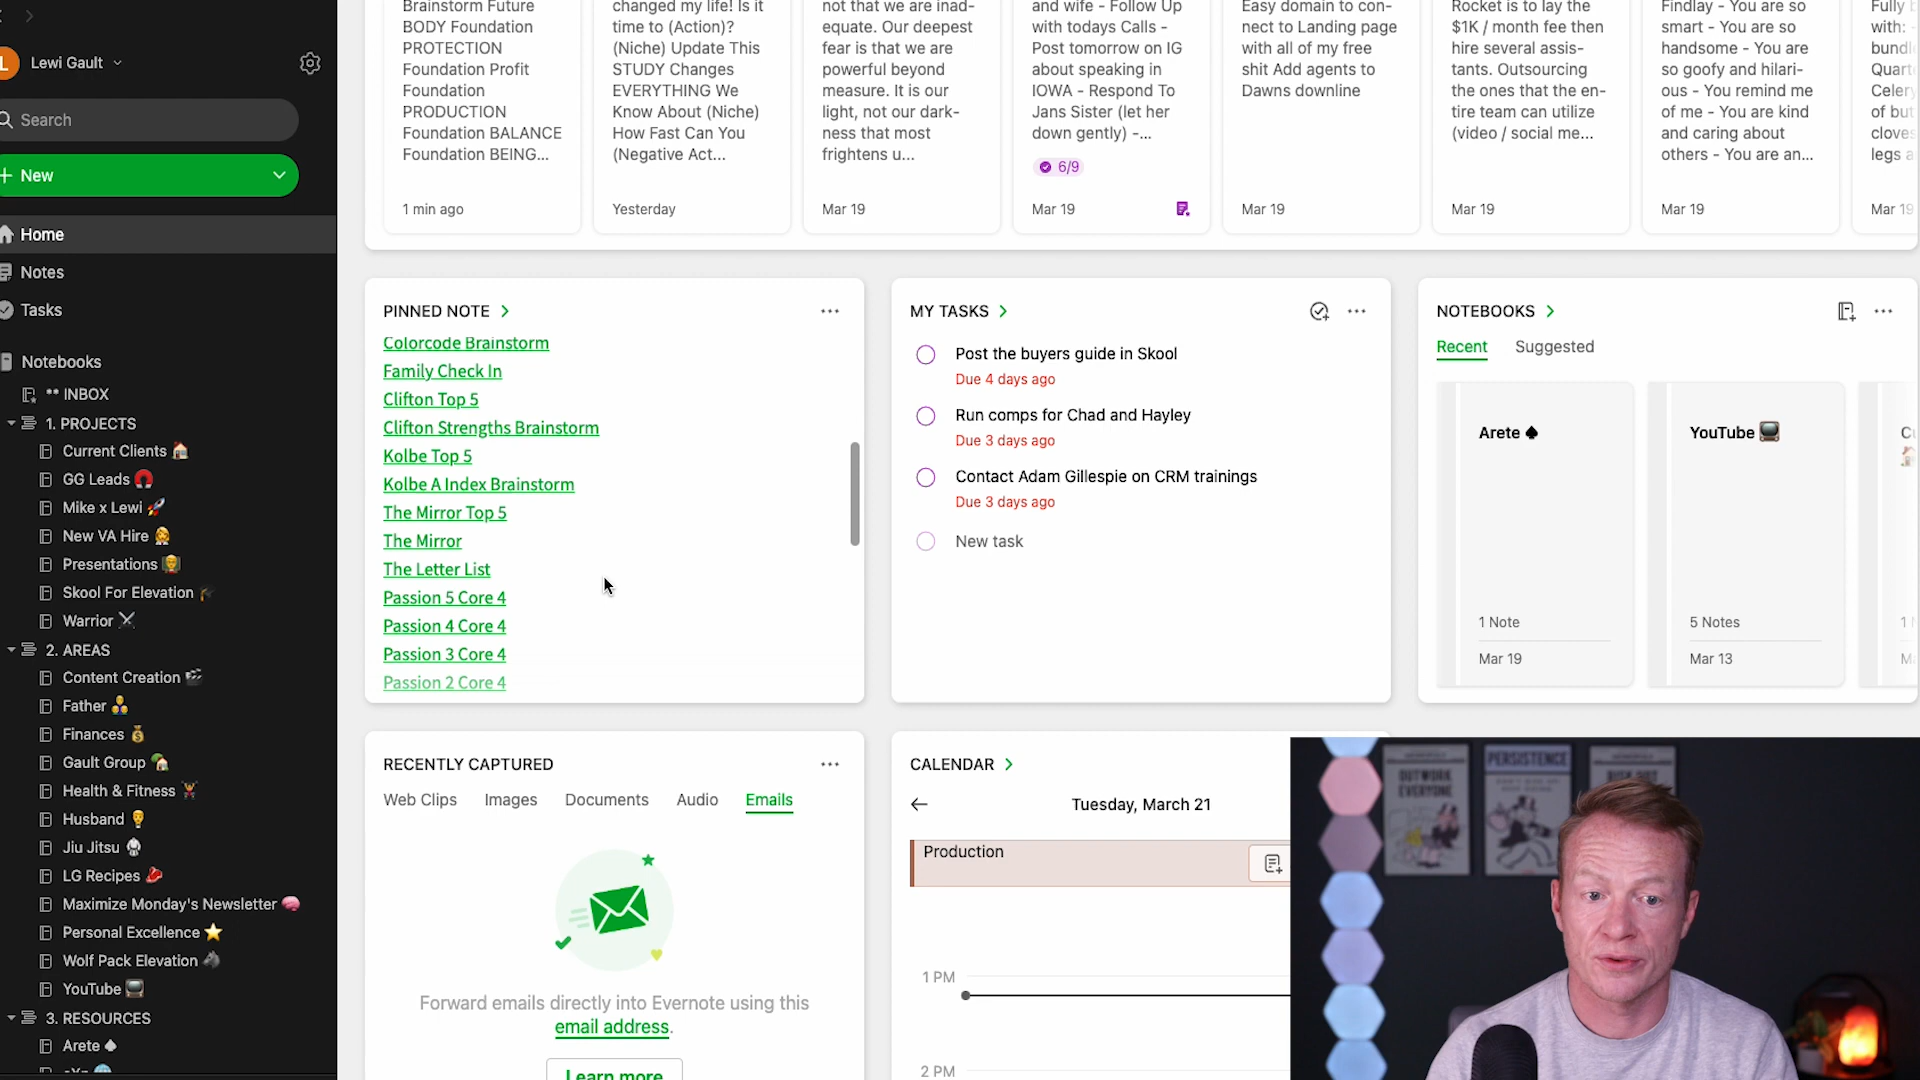 Lewi Gault
Search
New
Home
Notes
Tasks
Notebooks
** INBOX
1. PROJECTS
Current Clients 🏠
GG Leads 🧲
Mike x Lewi 🚀
New VA Hire
Presentations
Skool For Elevation 🎓
Warrior ⚔️
2. AREAS
Content Creation 🎬
Father
Finances 💰
Gault Group 🏡
Health & Fitness
Husband
Jiu Jitsu 🥋
LG Recipes 🥩
Maximize Monday's Newsletter 🧠
Personal Excellence ⭐
Wolf Pack Elevation 🐺
YouTube 📺
3. RESOURCES
Arete ♠
Brainstorm Future
BODY Foundation
PROTECTION
Foundation Profit
Foundation
PRODUCTION
Foundation BALANCE
Foundation BEING...
1 min ago
changed my life! Is it
time to (Action)?
(Niche) Update This
STUDY Changes
EVERYTHING We
Know About (Niche)
How Fast Can You
(Negative Act...
Yesterday
not that we are inad-
equate. Our deepest
fear is that we are
powerful beyond
measure. It is our
light, not our dark-
ness that most
frightens u...
Mar 19
and wife - Follow Up
with todays Calls -
Post tomorrow on IG
about speaking in
IOWA - Respond To
Jans Sister (let her
down gently) -...
6/9
Mar 19
Easy domain to con-
nect to Landing page
with all of my free
shit Add agents to
Dawns downline
Mar 19
Rocket is to lay the
$1K / month fee then
hire several assis-
tants. Outsourcing
the ones that the en-
tire team can utilize
(video / social me...
Mar 19
Findlay - You are so
smart - You are so
handsome - You are
so goofy and hilari-
ous - You remind me
of me - You are kind
and caring about
others - You are an...
Mar 19
Fully
with: -
bundl
Quart
Celery
of but
cloves
legs a
Mar 19
PINNED NOTE
Colorcode Brainstorm
Family Check In
Clifton Top 5
Clifton Strengths Brainstorm
Kolbe Top 5
Kolbe A Index Brainstorm
The Mirror Top 5
The Mirror
The Letter List
Passion 5 Core 4
Passion 4 Core 4
Passion 3 Core 4
Passion 2 Core 4
MY TASKS
Post the buyers guide in Skool
Due 4 days ago
Run comps for Chad and Hayley
Due 3 days ago
Contact Adam Gillespie on CRM trainings
Due 3 days ago
New task
NOTEBOOKS
Recent Suggested
Arete ♠
1 Note
Mar 19
YouTube 📺
5 Notes
Mar 13
RECENTLY CAPTURED
Web Clips Images Documents Audio Emails
Forward emails directly into Evernote using this
email address.
Learn more
CALENDAR
Tuesday, March 21
Production
1 PM
2 PM
OUTWORK
EVERYONE
PERSISTENCE